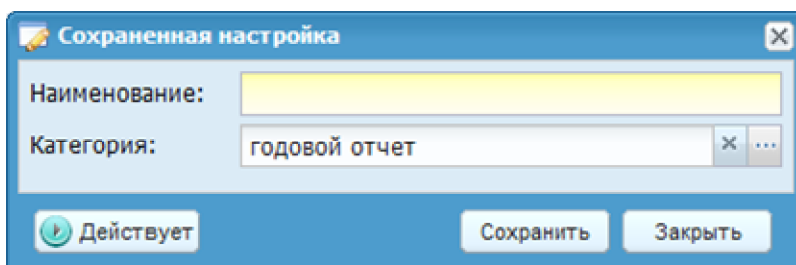 Сохраненная настройка
Наименование:
Категория: годовой отчет
Действует Сохранить Закрыть